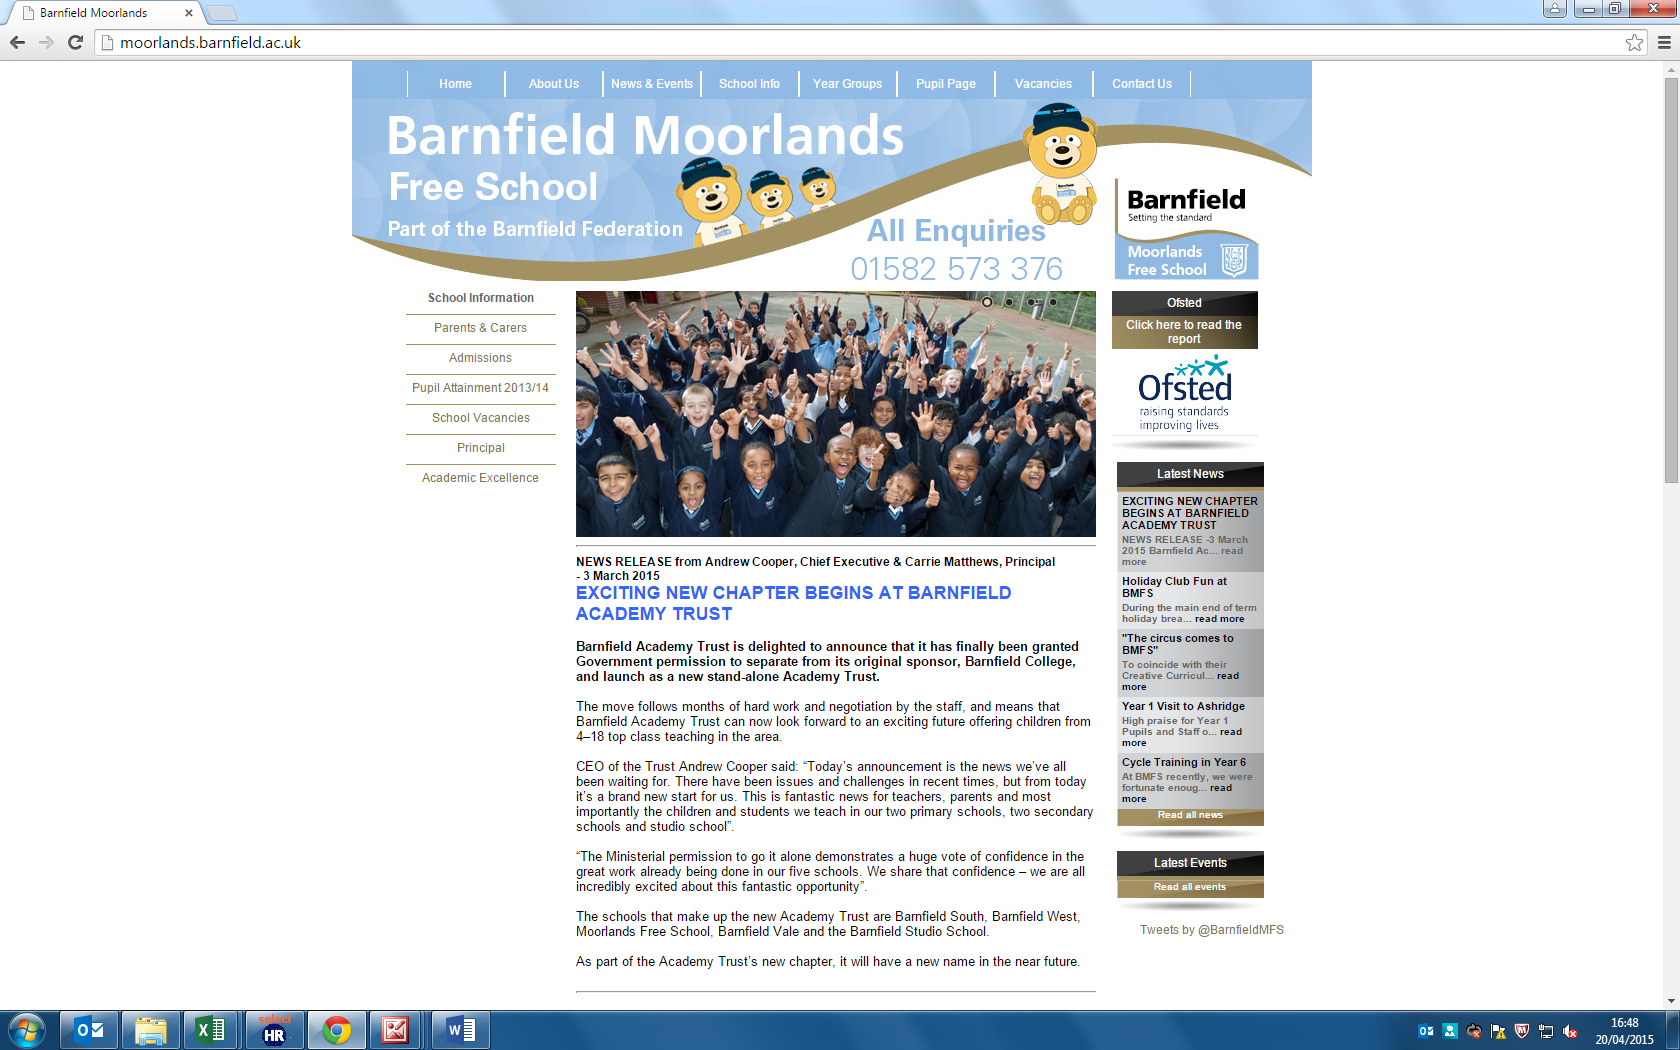 Barnfield Moorlands
moorlands.barnfield.ac.uk
Home
About Us
News & Events
School Info
Year Groups
Pupil Page
Vacancies
Contact Us
Barnfield Moorlands
Free School
Part of the Barnfield Federation
All Enquiries
01582 573 376
Barnfield
Setting the standard
Moorlands
Free School
School Information
Parents & Carers
Admissions
Pupil Attainment 2013/14
School Vacancies
Principal
Academic Excellence
NEWS RELEASE from Andrew Cooper, Chief Executive & Carrie Matthews, Principal
- 3 March 2015
EXCITING NEW CHAPTER BEGINS AT BARNFIELD
ACADEMY TRUST
Barnfield Academy Trust is delighted to announce that it has finally been granted
Government permission to separate from its original sponsor, Barnfield College,
and launch as a new stand-alone Academy Trust.
The move follows months of hard work and negotiation by the staff, and means that
Barnfield Academy Trust can now look forward to an exciting future offering children from
4–18 top class teaching in the area.
CEO of the Trust Andrew Cooper said: “Today’s announcement is the news we’ve all
been waiting for. There have been issues and challenges in recent times, but from today
it’s a brand new start for us. This is fantastic news for teachers, parents and most
importantly the children and students we teach in our two primary schools, two secondary
schools and studio school”.
“The Ministerial permission to go it alone demonstrates a huge vote of confidence in the
great work already being done in our five schools. We share that confidence – we are all
incredibly excited about this fantastic opportunity”.
The schools that make up the new Academy Trust are Barnfield South, Barnfield West,
Moorlands Free School, Barnfield Vale and the Barnfield Studio School.
As part of the Academy Trust’s new chapter, it will have a new name in the near future.
Ofsted
Click here to read the
report
Ofsted
raising standards
improving lives
Latest News
EXCITING NEW CHAPTER
BEGINS AT BARNFIELD
ACADEMY TRUST
NEWS RELEASE -3 March
2015 Barnfield Ac... read
more
Holiday Club Fun at
BMFS
During the main end of term
holiday brea... read more
"The circus comes to
BMFS"
To coincide with their
Creative Curricul... read
more
Year 1 Visit to Ashridge
High praise for Year 1
Pupils and Staff o... read
more
Cycle Training in Year 6
At BMFS recently, we were
fortunate enoug... read
more
Read all news
Latest Events
Read all events
Tweets by @BarnfieldMFS
select
HR
16:48
20/04/2015